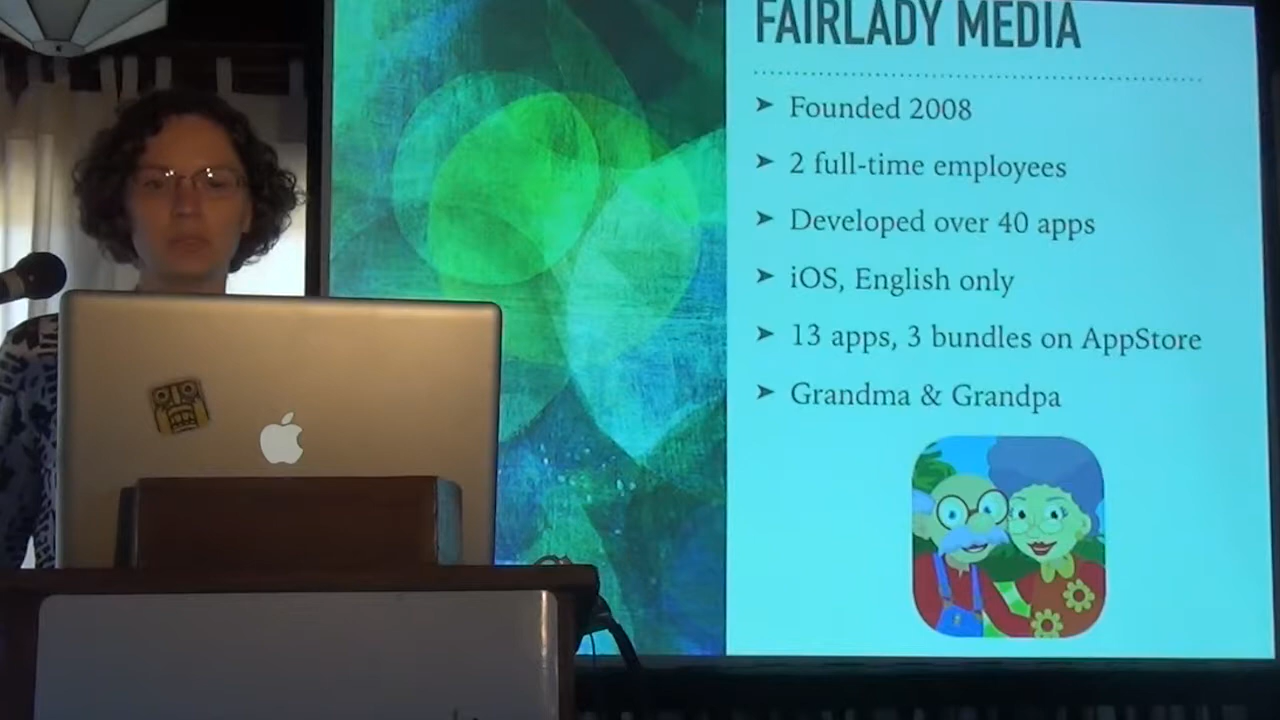 FAIRLADY MEDIA
Founded 2008
2 full-time employees
Developed over 40 apps
iOS, English only
13 apps, 3 bundles on AppStore
Grandma & Grandpa